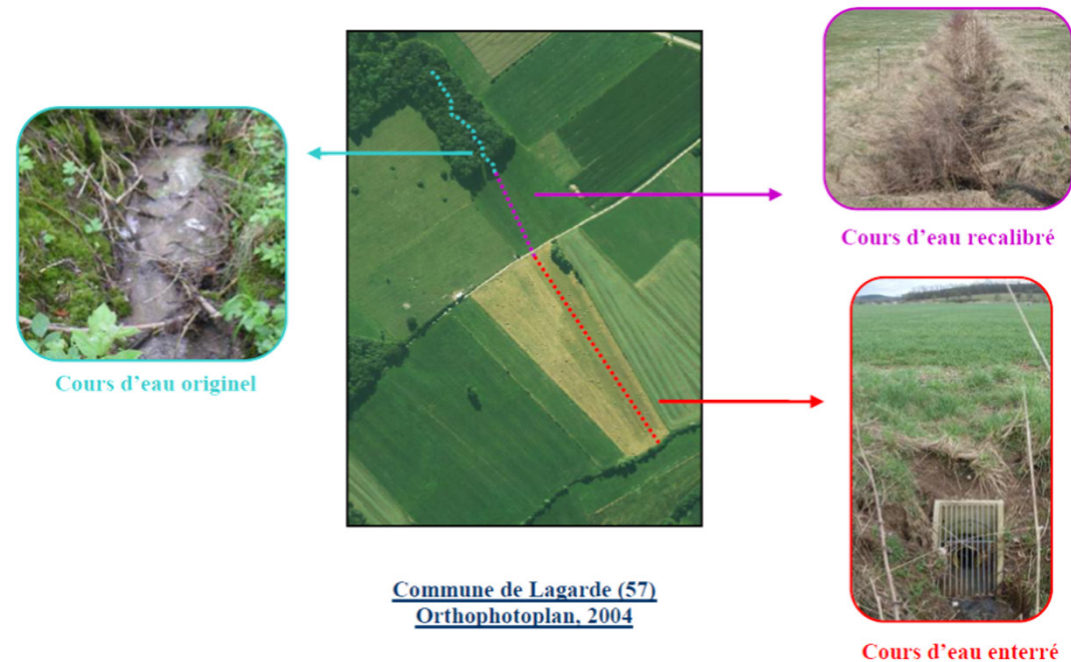 Cours d'eau recalibré
Cours d'eau originel
Commune de Lagarde (57)
Orthophotoplan, 2004
Cours d'eau enterré